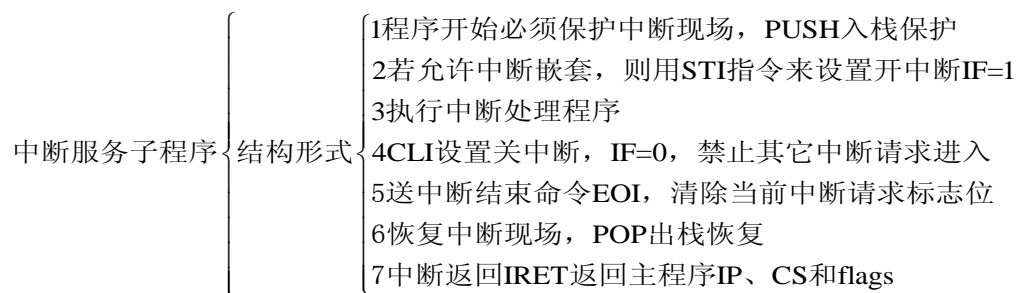 1程序开始必须保护中断现场，PUSH入栈保护
2若允许中断嵌套，则用STI指令来设置开中断IF=1
3执行中断处理程序
中断服务子程序 结构形式 4CLI设置关中断，IF=0，禁止其它中断请求进入
5送中断结束命令EOI，清除当前中断请求标志位
6恢复中断现场，POP出栈恢复
7中断返回IRET返回主程序IP、CS和flags